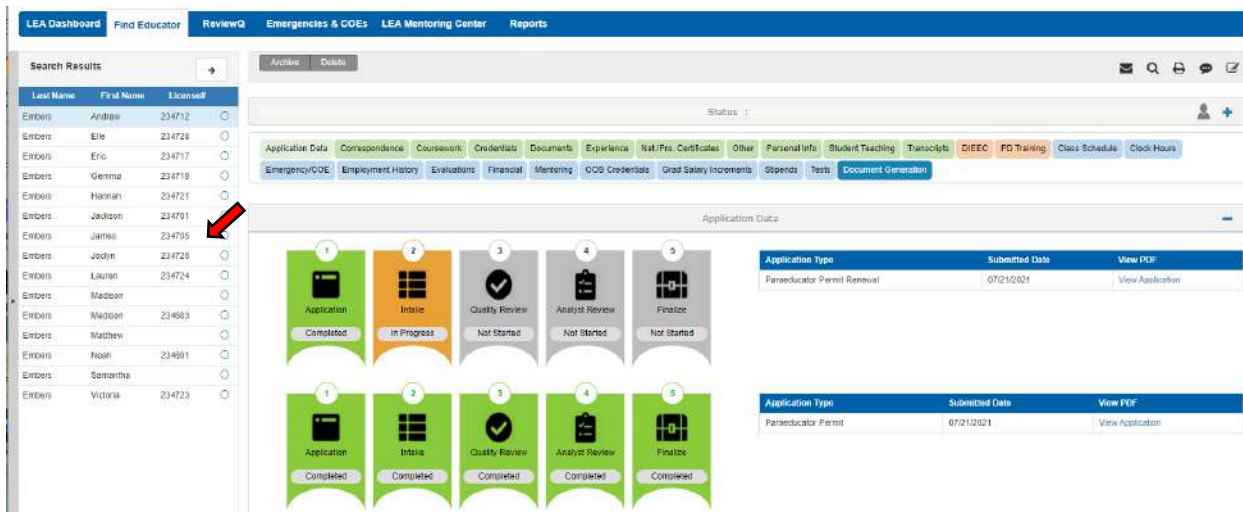 LEA Dashboard Find Educator ReviewQ Emergencies & COEs LEA Mentoring Center Reports
Search Results
Archive Delete
Last Name First Name License#
Embers Andrew 234712
Embers Elle 234728
Embers Eric 234717
Embers Gemma 234719
Embers Hannah 234721
Embers Jackson 234701
Embers James 234705
Embers Joclyn 234726
Embers Lauren 234724
Embers Madison
Embers Madison 234683
Embers Matthew
Embers Noah 234691
Embers Samantha
Embers Victoria 234723
Status :
Application Data Correspondence Coursework Credentials Documents Experience Nat./Pro. Certificates Other Personal Info Student Teaching Transcripts DIEEC PD Training Class Schedule Clock Hours
Emergency/COE Employment History Evaluations Financial Mentoring OOS Credentials Grad Salary Increments Stipends Tests Document Generation
Application Data
1 2 3 4 5
Application Intake Quality Review Analyst Review Finalize
Completed In Progress Not Started Not Started Not Started
Application Type Submitted Date View PDF
Paraeducator Permit Renewal 07/21/2021 View Application
1 2 3 4 5
Application Intake Quality Review Analyst Review Finalize
Completed Completed Completed Completed Completed
Application Type Submitted Date View PDF
Paraeducator Permit 07/21/2021 View Application